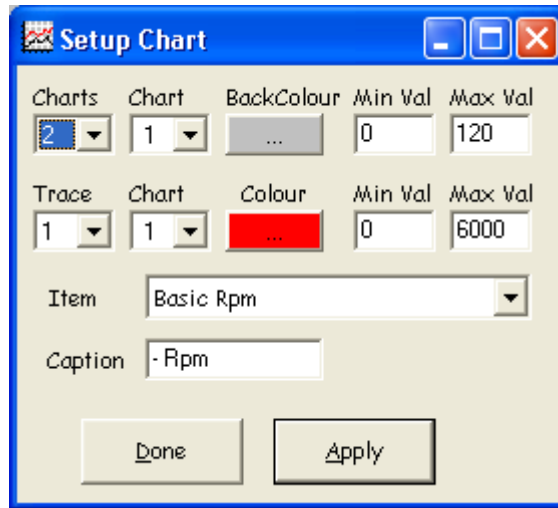 Setup Chart
Charts Chart BackColour Min Val Max Val
2 1 ... 0 120
Trace Chart Colour Min Val Max Val
1 1 ... 0 6000
Item Basic Rpm
Caption - Rpm
Done Apply